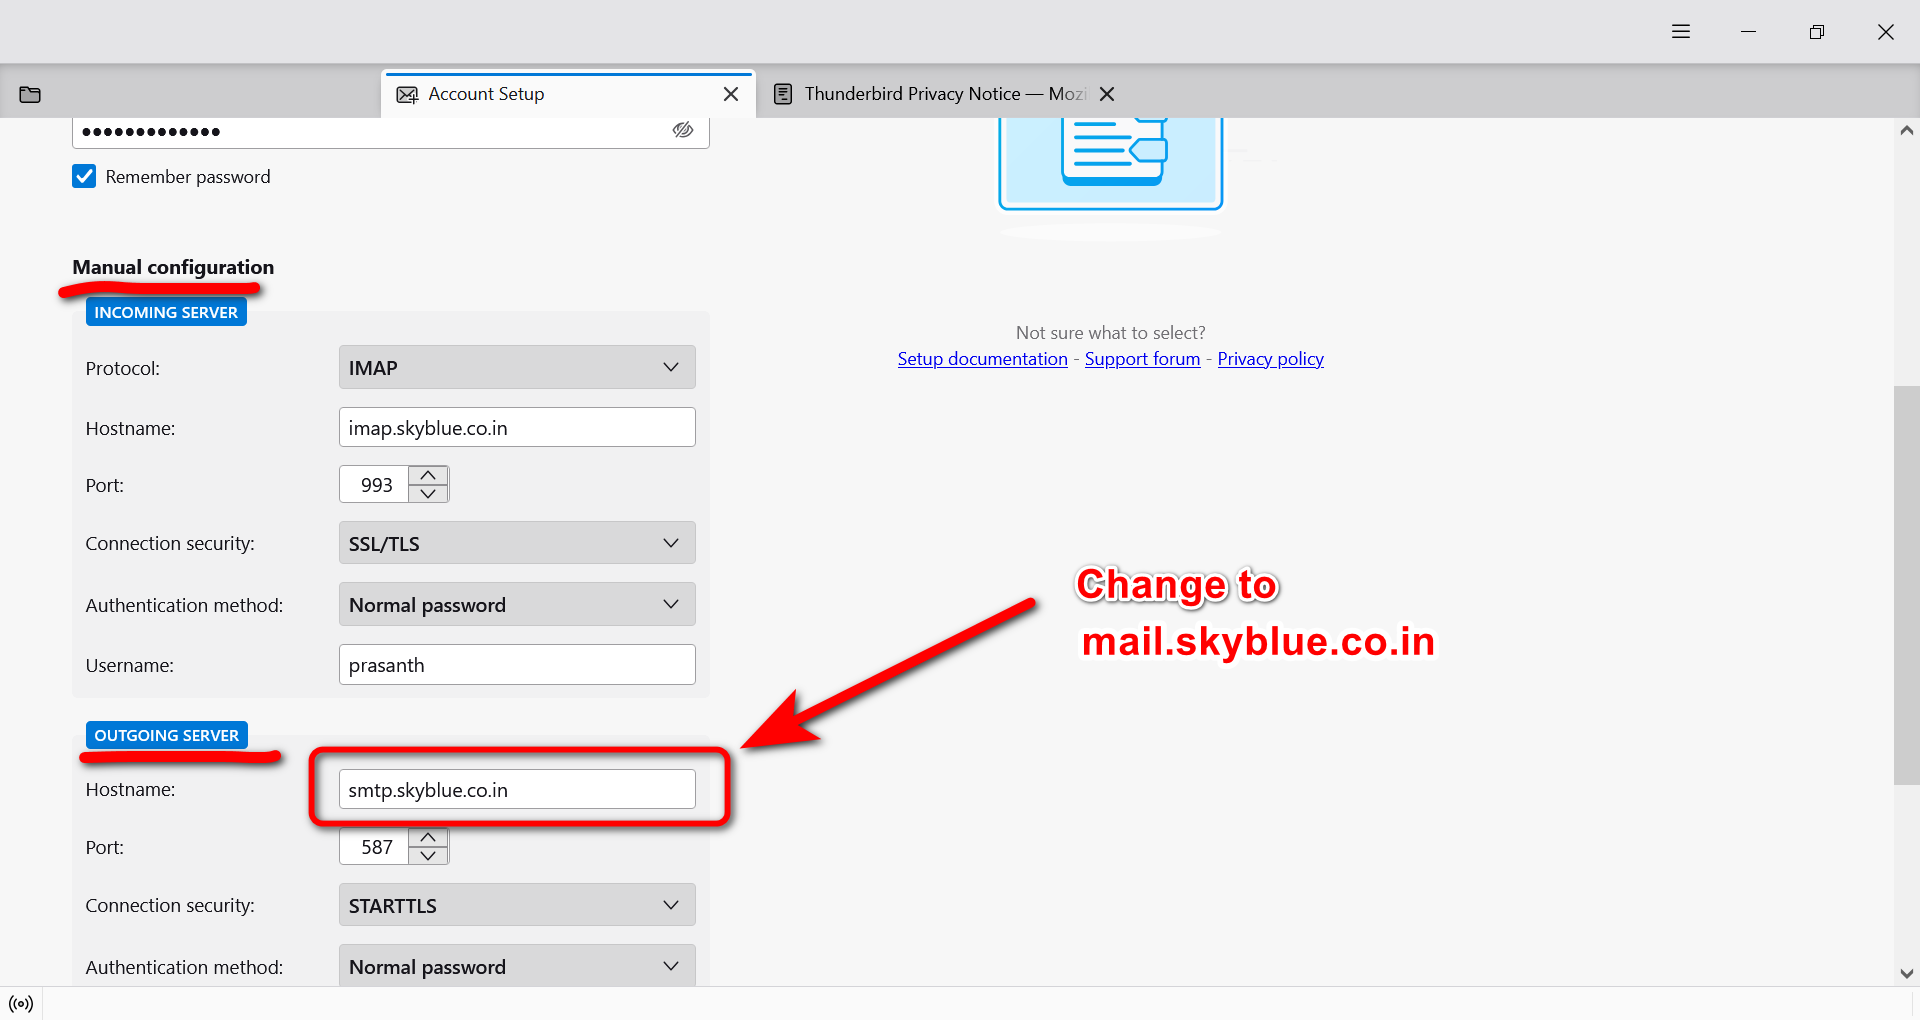 Account Setup
Thunderbird Privacy Notice — Mozi
•••••••••••••
Remember password
Manual configuration
INCOMING SERVER
Protocol: IMAP
Hostname: imap.skyblue.co.in
Port: 993
Connection security: SSL/TLS
Authentication method: Normal password
Username: prasanth
OUTGOING SERVER
Hostname: smtp.skyblue.co.in
Port: 587
Connection security: STARTTLS
Authentication method: Normal password
Not sure what to select?
Setup documentation - Support forum - Privacy policy
Change to
mail.skyblue.co.in